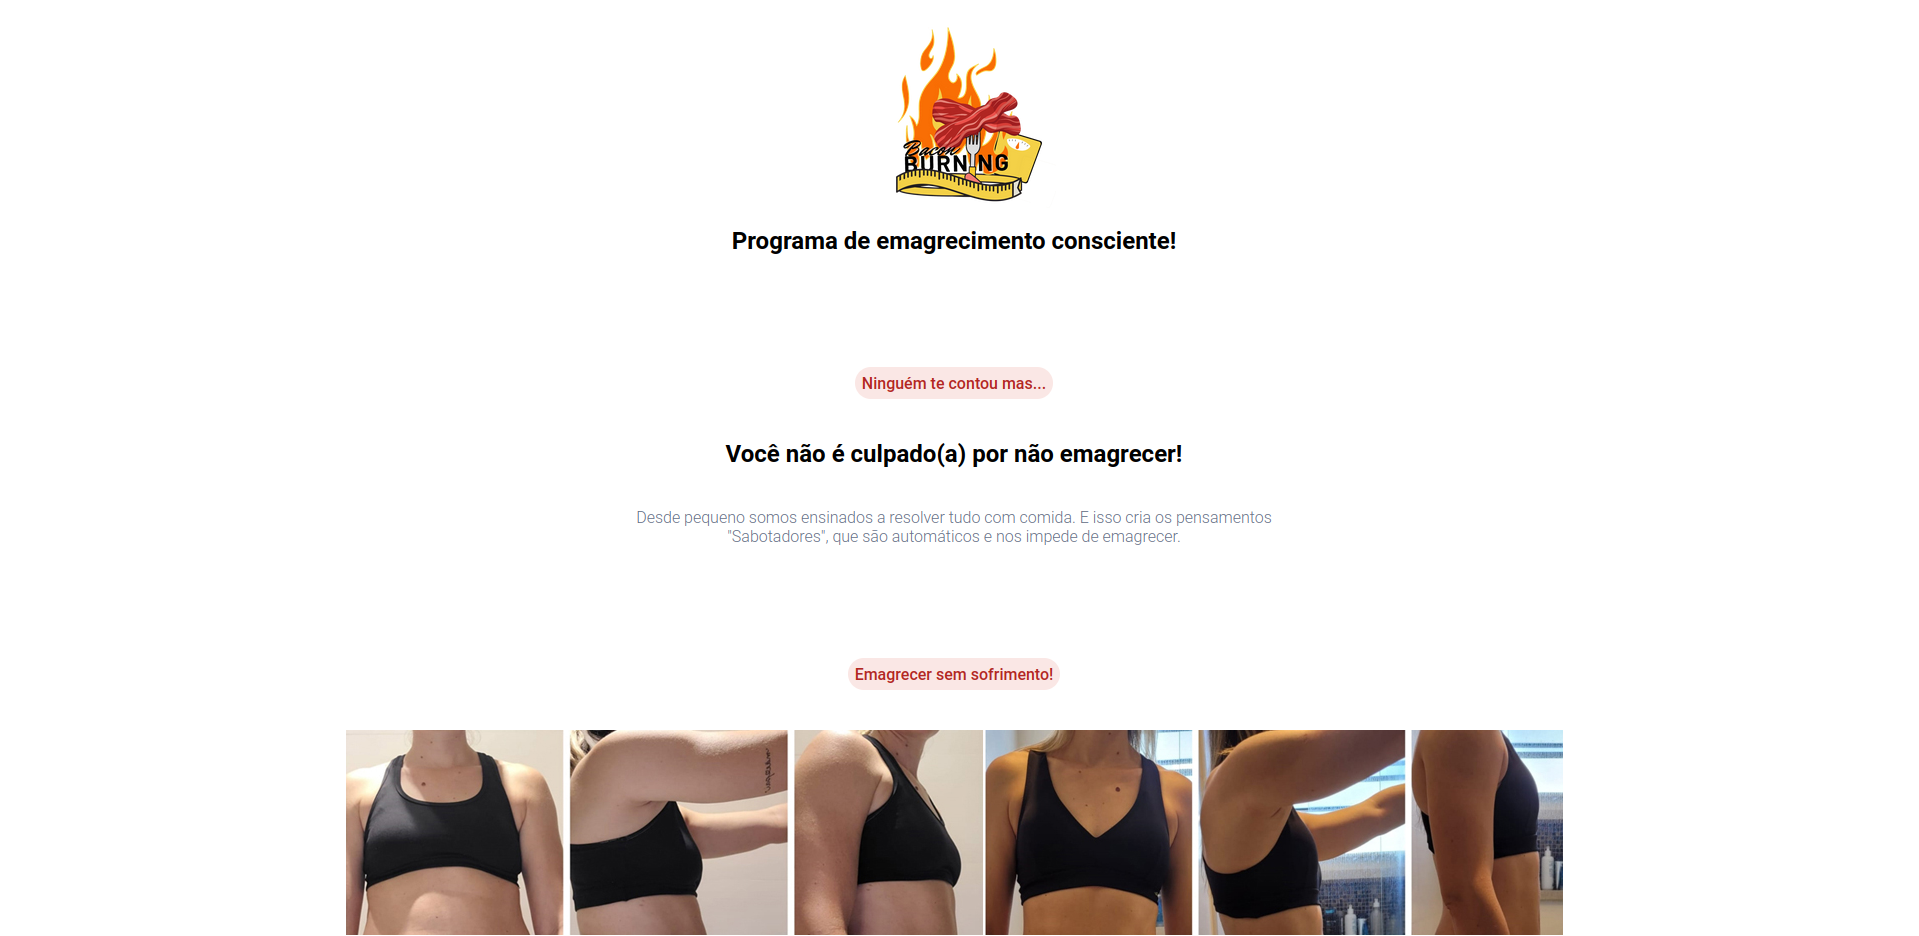 Bacon
BURNING
Programa de emagrecimento consciente!
Ninguém te contou mas...
Você não é culpado(a) por não emagrecer!
Desde pequeno somos ensinados a resolver tudo com comida. E isso cria os pensamentos
"Sabotadores", que são automáticos e nos impede de emagrecer.
Emagrecer sem sofrimento!